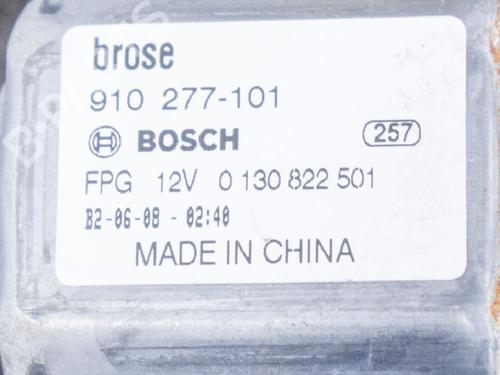 brose
910 277-101
BOSCH 257
FPG 12V 0 130 822 501
B2-06-08 - 02:40
MADE IN CHINA